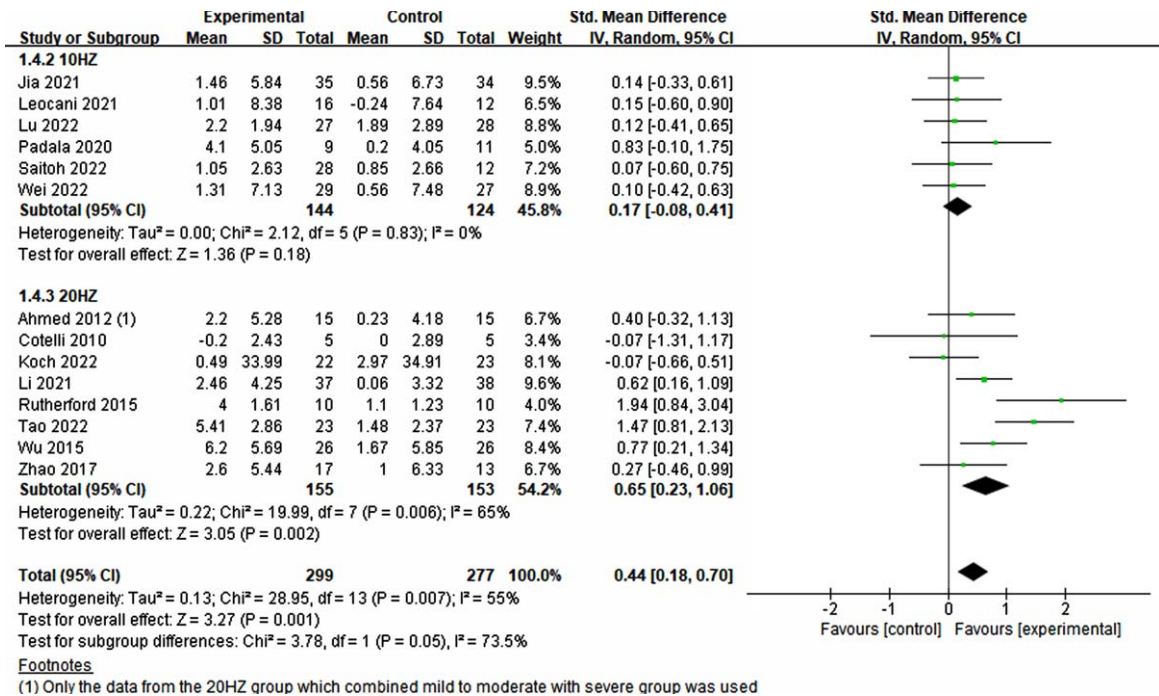 Experimental Control Std. Mean Difference Std. Mean Difference
Study or Subgroup Mean SD Total Mean SD Total Weight IV, Random, 95% CI IV, Random, 95% CI
1.4.2 10HZ
Jia 2021 1.46 5.84 35 0.56 6.73 34 9.5% 0.14 [-0.33, 0.61]
Leocani 2021 1.01 8.38 16 -0.24 7.64 12 6.5% 0.15 [-0.60, 0.90]
Lu 2022 2.2 1.94 27 1.89 2.89 28 8.8% 0.12 [-0.41, 0.65]
Padala 2020 4.1 5.05 9 0.2 4.05 11 5.1% 0.83 [-0.10, 1.75]
Saitoh 2022 1.05 2.63 28 0.85 2.66 12 7.2% 0.07 [-0.60, 0.75]
Wei 2022 1.31 7.13 29 0.56 7.48 27 8.9% 0.10 [-0.42, 0.63]
Subtotal (95% CI) 144 124 45.8% 0.17 [-0.08, 0.41]
Heterogeneity: Tau² = 0.00; Chi² = 2.12, df = 5 (P = 0.83); I² = 0%
Test for overall effect: Z = 1.36 (P = 0.18)
1.4.3 20HZ
Ahmed 2012 (1) 2.2 5.28 15 0.23 4.18 15 6.7% 0.40 [-0.32, 1.13]
Cotelli 2010 -0.2 2.43 5 0 2.89 5 3.4% -0.07 [-1.31, 1.17]
Koch 2022 0.49 33.99 22 2.97 34.91 23 8.1% -0.07 [-0.66, 0.51]
Li 2021 2.46 4.25 37 0.06 3.32 38 9.6% 0.62 [0.16, 1.09]
Rutherford 2015 4 1.61 10 1.1 1.23 10 4.0% 1.94 [0.84, 3.04]
Tao 2022 5.41 2.86 23 1.48 2.37 23 7.4% 1.47 [0.81, 2.13]
Wu 2015 6.2 5.69 26 1.67 5.85 26 8.4% 0.77 [0.21, 1.34]
Zhao 2017 2.6 5.44 17 1 6.33 13 6.7% 0.27 [-0.46, 0.99]
Subtotal (95% CI) 155 153 54.2% 0.65 [0.23, 1.06]
Heterogeneity: Tau² = 0.22; Chi² = 19.99, df = 7 (P = 0.006); I² = 65%
Test for overall effect: Z = 3.05 (P = 0.002)
Total (95% CI) 299 277 100.0% 0.44 [0.18, 0.70]
Heterogeneity: Tau² = 0.13; Chi² = 28.95, df = 13 (P = 0.007); I² = 55%
Test for overall effect: Z = 3.27 (P = 0.001)
Test for subgroup differences: Chi² = 3.78, df = 1 (P = 0.05), I² = 73.5%
-2 -1 0 1 2
Favours [control] Favours [experimental]
Footnotes
(1) Only the data from the 20HZ group which combined mild to moderate with severe group was used